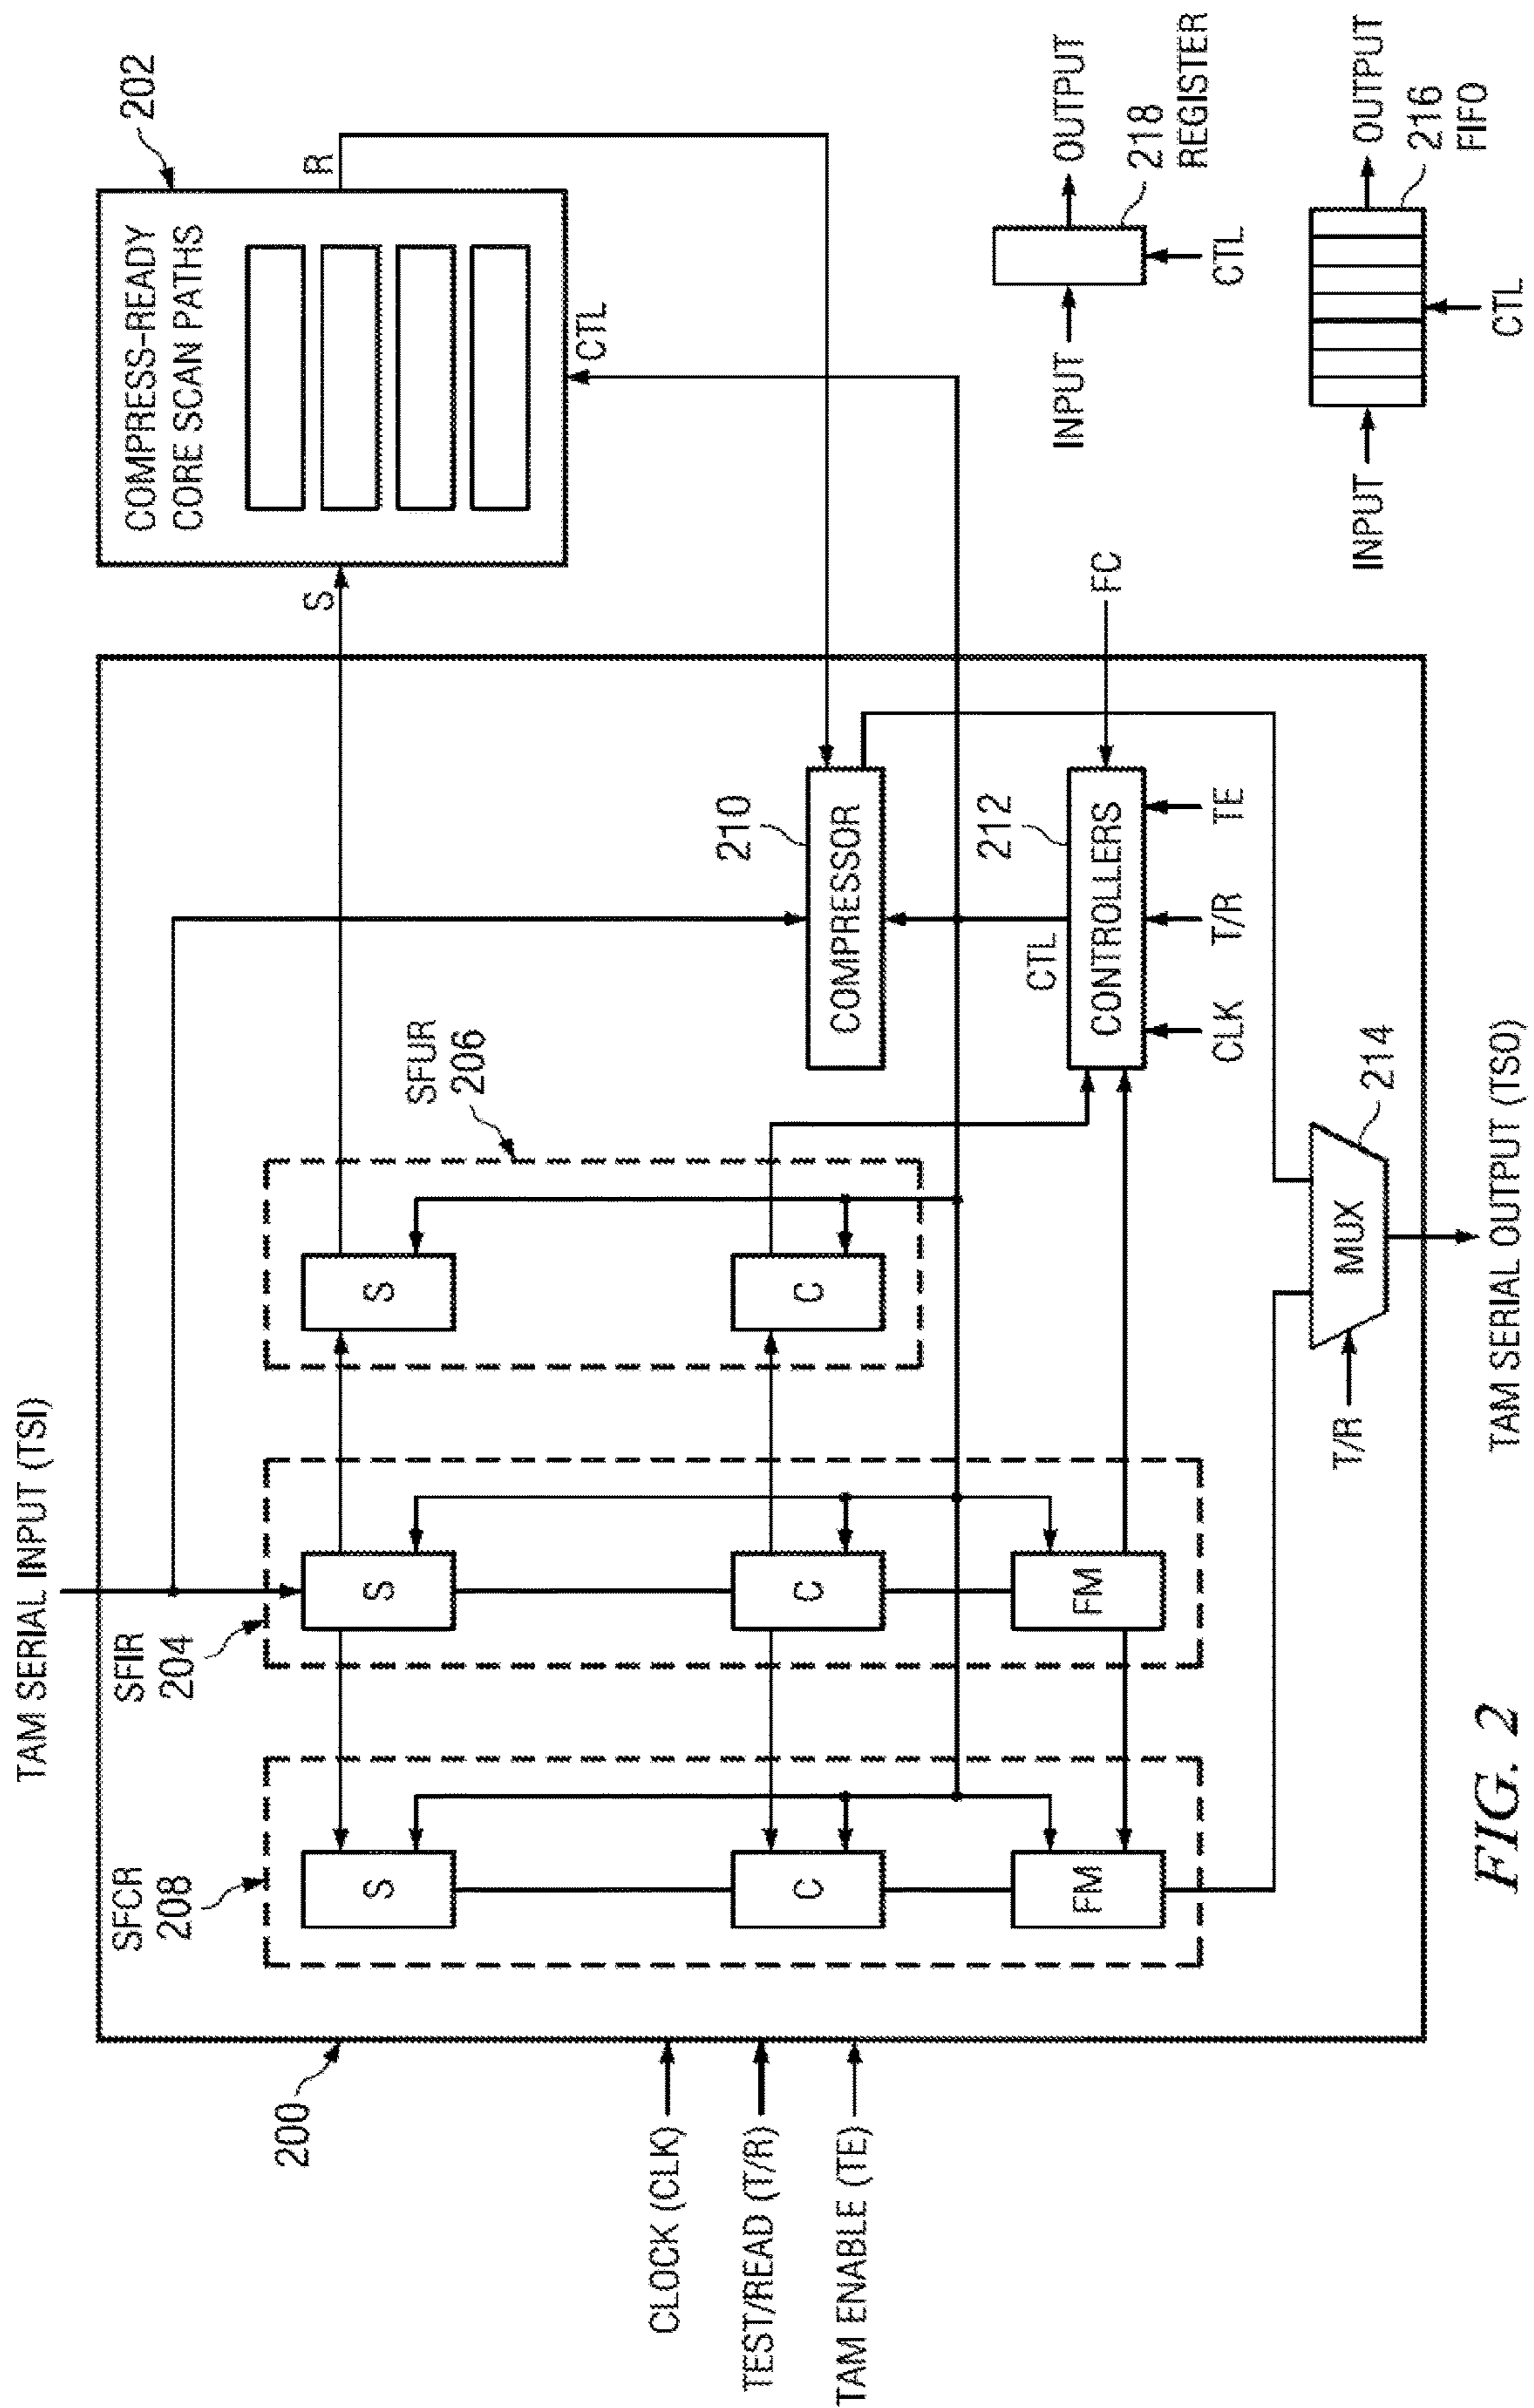 TAM SERIAL INPUT (TSI)
COMPRESS-READY
CORE SCAN PATHS
202
S
R
CTL
200
SFCR
208
SFIR
204
SFUR
206
S
S
S
C
C
C
FM
FM
210
COMPRESSOR
CTL
212
CONTROLLERS
FC
CLK
T/R
TE
CLOCK (CLK)
TEST/READ (T/R)
TAM ENABLE (TE)
T/R
MUX
214
TAM SERIAL OUTPUT (TSO)
INPUT
OUTPUT
CTL
218
REGISTER
INPUT
OUTPUT
CTL
216
FIFO
FIG. 2